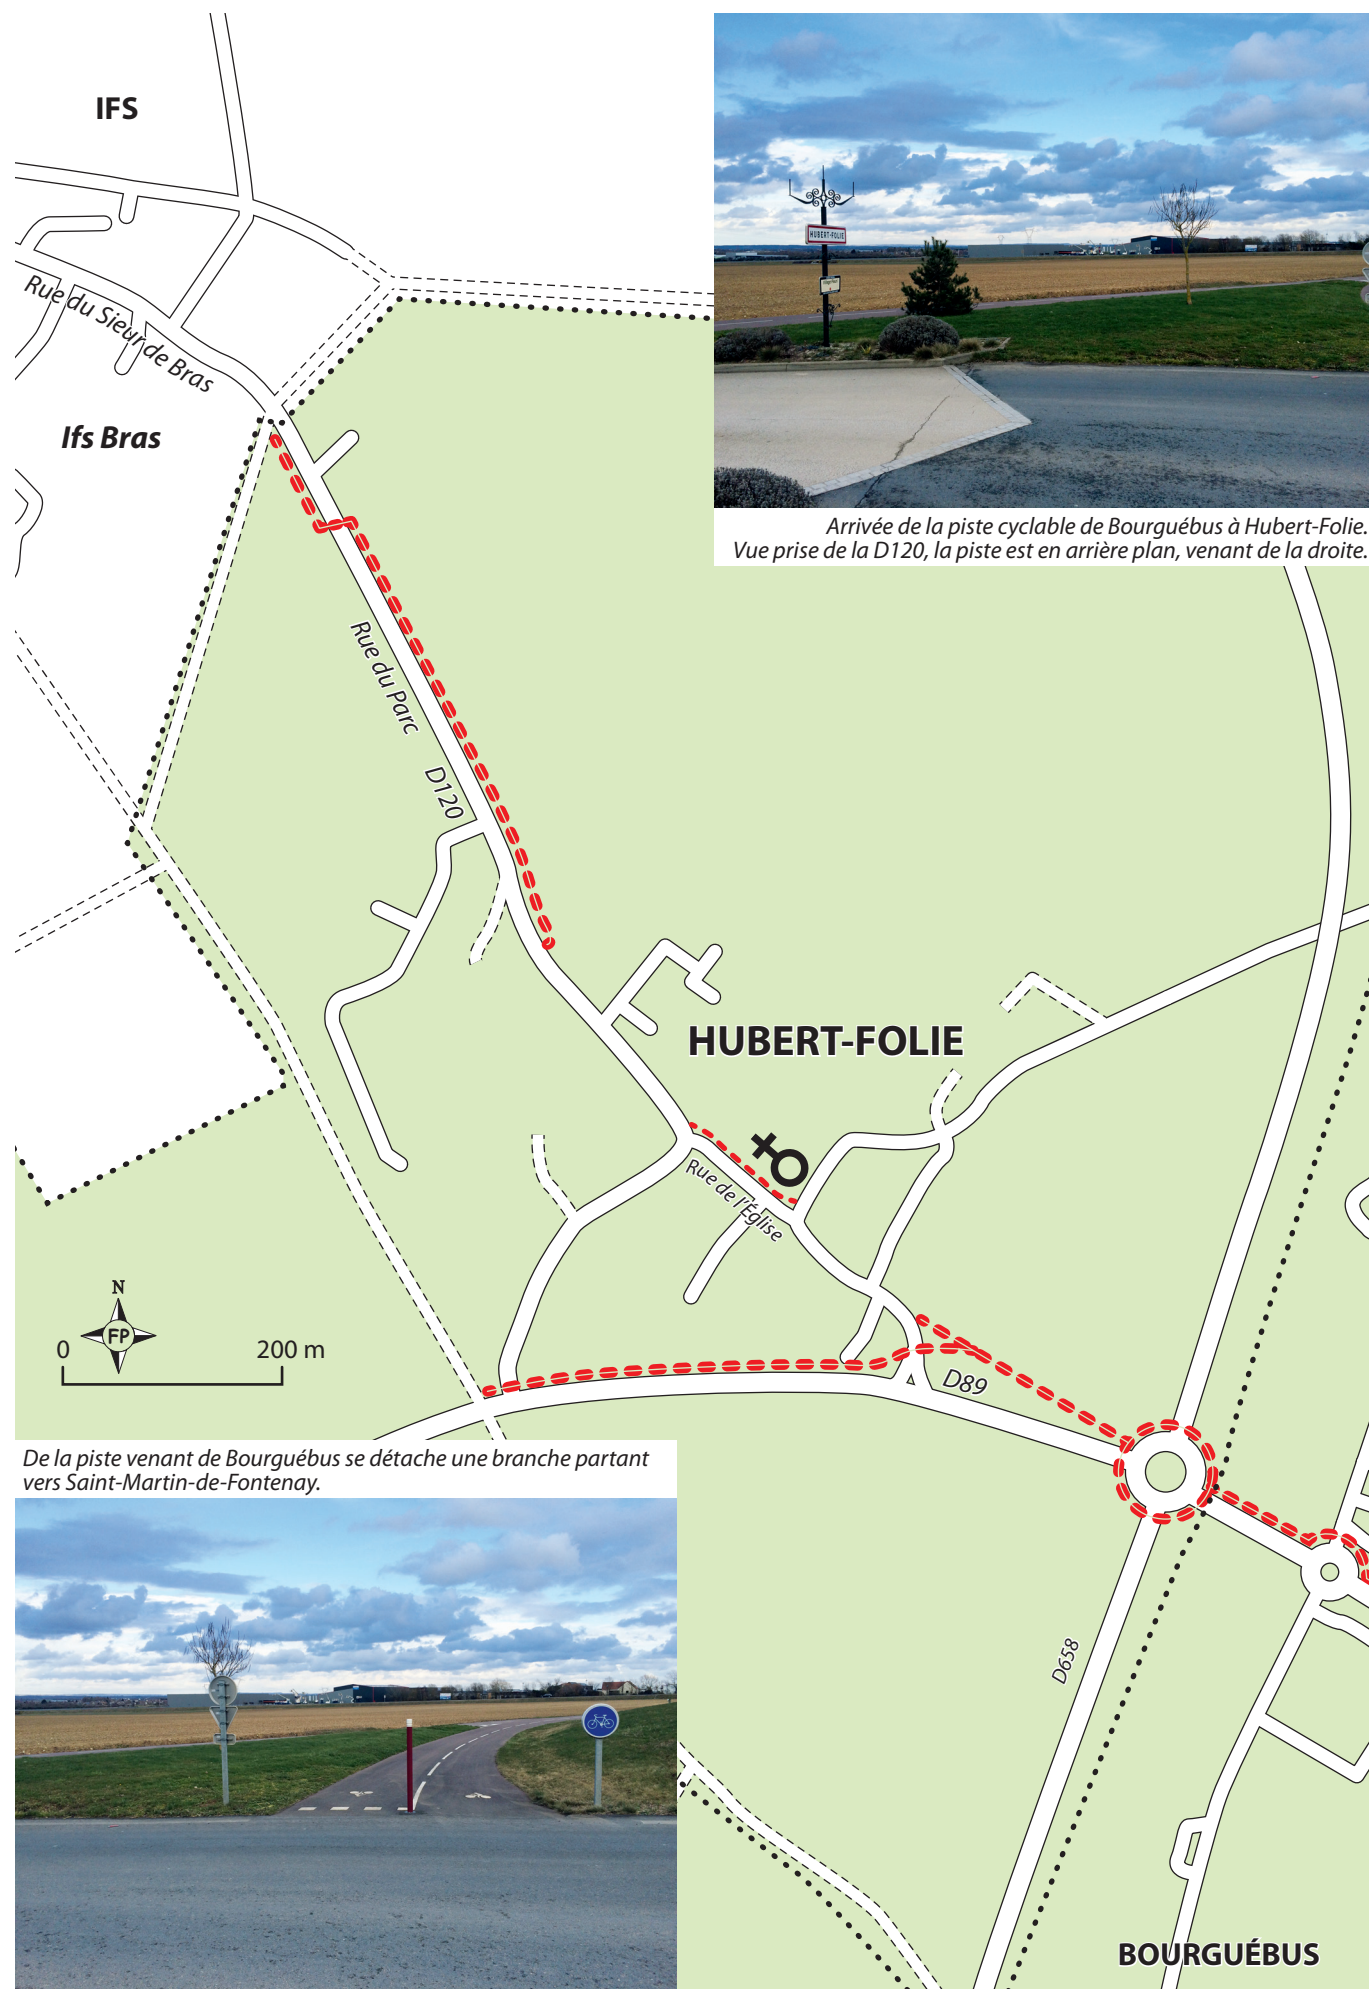 IFS
HUBERT-FOLIE
Rue du Sieur de Bras
Ifs Bras
Arrivée de la piste cyclable de Bourguébus à Hubert-Folie.
Vue prise de la D120, la piste est en arrière plan, venant de la droite.
Rue du Parc
D120
HUBERT-FOLIE
Rue de l'Église
N
FP
0 200 m
D89
De la piste venant de Bourguébus se détache une branche partant
vers Saint-Martin-de-Fontenay.
D658
BOURGUÉBUS